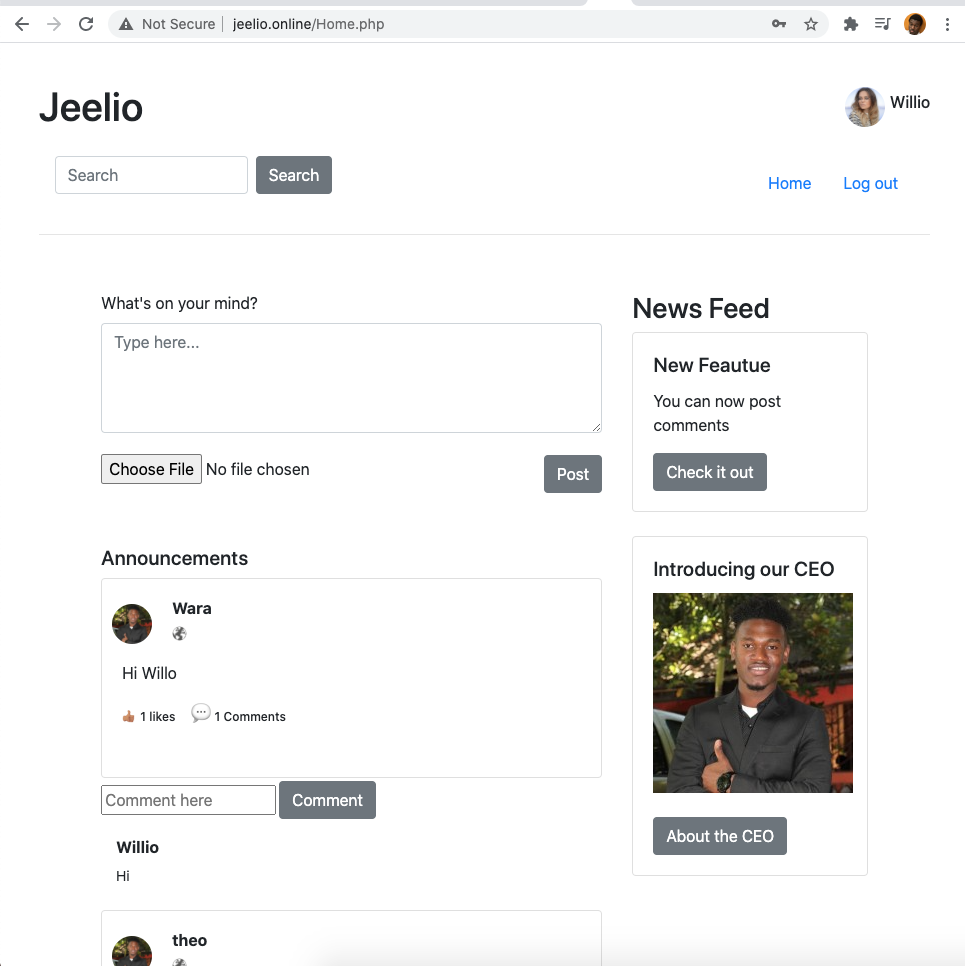 Not Secure
jeelio.online/Home.php
Jeelio
Willio
Search
Search
Home
Log out
What's on your mind?
Type here...
Choose File No file chosen
Post
Announcements
Wara
Hi Willo
1 likes
1 Comments
Comment here
Comment
Willio
Hi
theo
News Feed
New Feautue
You can now post
comments
Check it out
Introducing our CEO
About the CEO